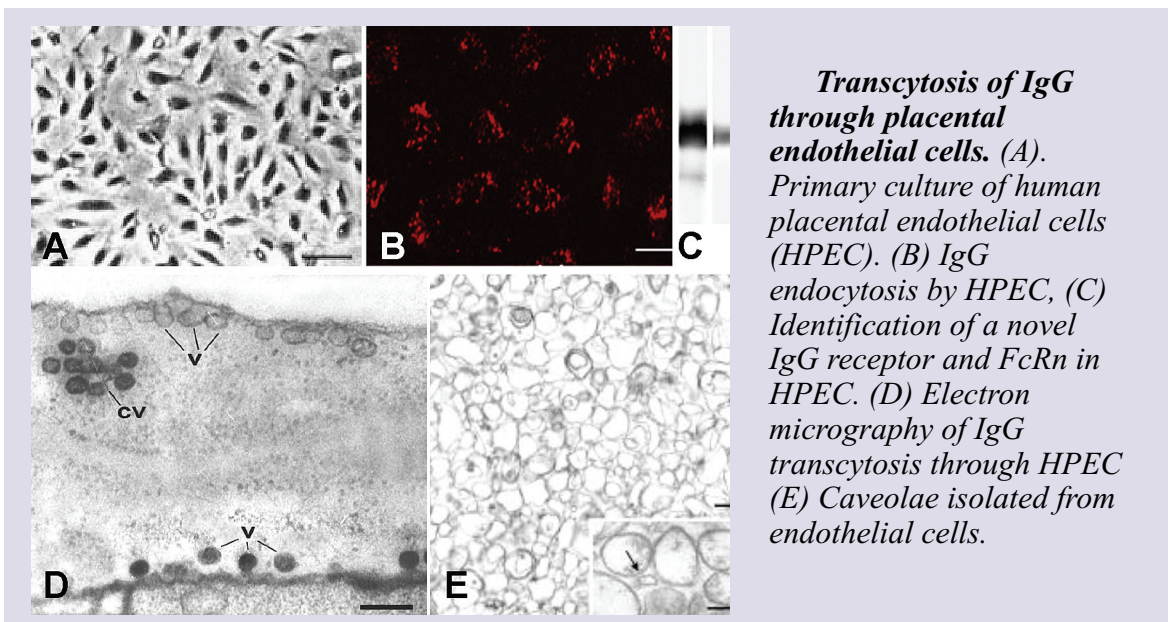 A
B
C
v
cv
v
D
E
Transcytosis of IgG
through placental
endothelial cells. (A).
Primary culture of human
placental endothelial cells
(HPEC). (B) IgG
endocytosis by HPEC, (C)
Identification of a novel
IgG receptor and FcRn in
HPEC. (D) Electron
micrography of IgG
transcytosis through HPEC
(E) Caveolae isolated from
endothelial cells.